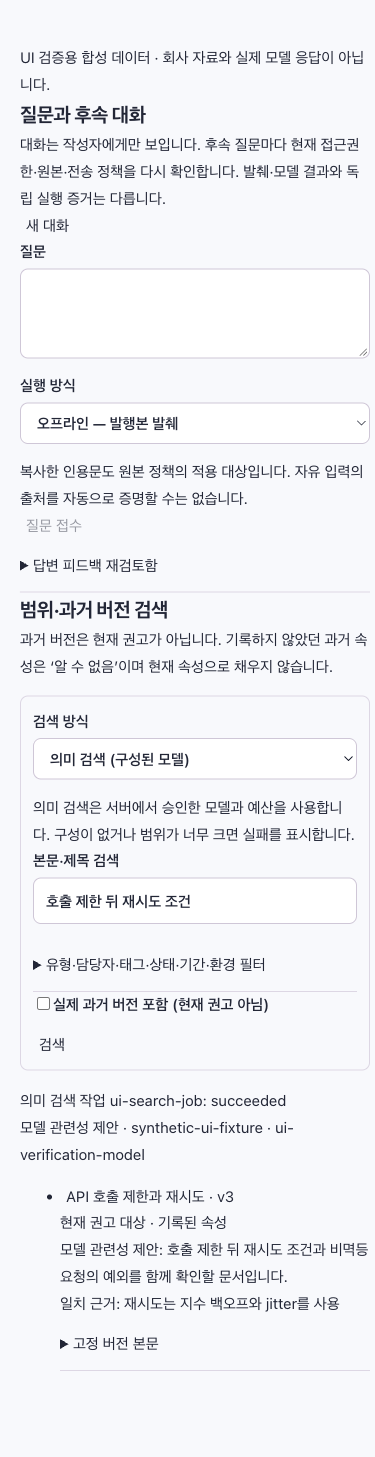 UI 검증용 합성 데이터 · 회사 자료와 실제 모델 응답이 아닙
니다.
질문과 후속 대화
대화는 작성자에게만 보입니다. 후속 질문마다 현재 접근권
한·원본·전송 정책을 다시 확인합니다. 발췌·모델 결과와 독
립 실행 증거는 다릅니다.
새 대화
질문
실행 방식
오프라인 — 발행본 발췌
복사한 인용문도 원본 정책의 적용 대상입니다. 자유 입력의
출처를 자동으로 증명할 수는 없습니다.
질문 접수
▶ 답변 피드백 재검토함
범위·과거 버전 검색
과거 버전은 현재 권고가 아닙니다. 기록하지 않았던 과거 속
성은 ‘알 수 없음’이며 현재 속성으로 채우지 않습니다.
검색 방식
의미 검색 (구성된 모델)
의미 검색은 서버에서 승인한 모델과 예산을 사용합니
다. 구성이 없거나 범위가 너무 크면 실패를 표시합니다.
본문·제목 검색
호출 제한 뒤 재시도 조건
▶ 유형·담당자·태그·상태·기간·환경 필터
실제 과거 버전 포함 (현재 권고 아님)
검색
의미 검색 작업 ui-search-job: succeeded
모델 관련성 제안 · synthetic-ui-fixture · ui-
verification-model
• API 호출 제한과 재시도 · v3
현재 권고 대상 · 기록된 속성
모델 관련성 제안: 호출 제한 뒤 재시도 조건과 비멱등
요청의 예외를 함께 확인할 문서입니다.
일치 근거: 재시도는 지수 백오프와 jitter를 사용
▶ 고정 버전 본문